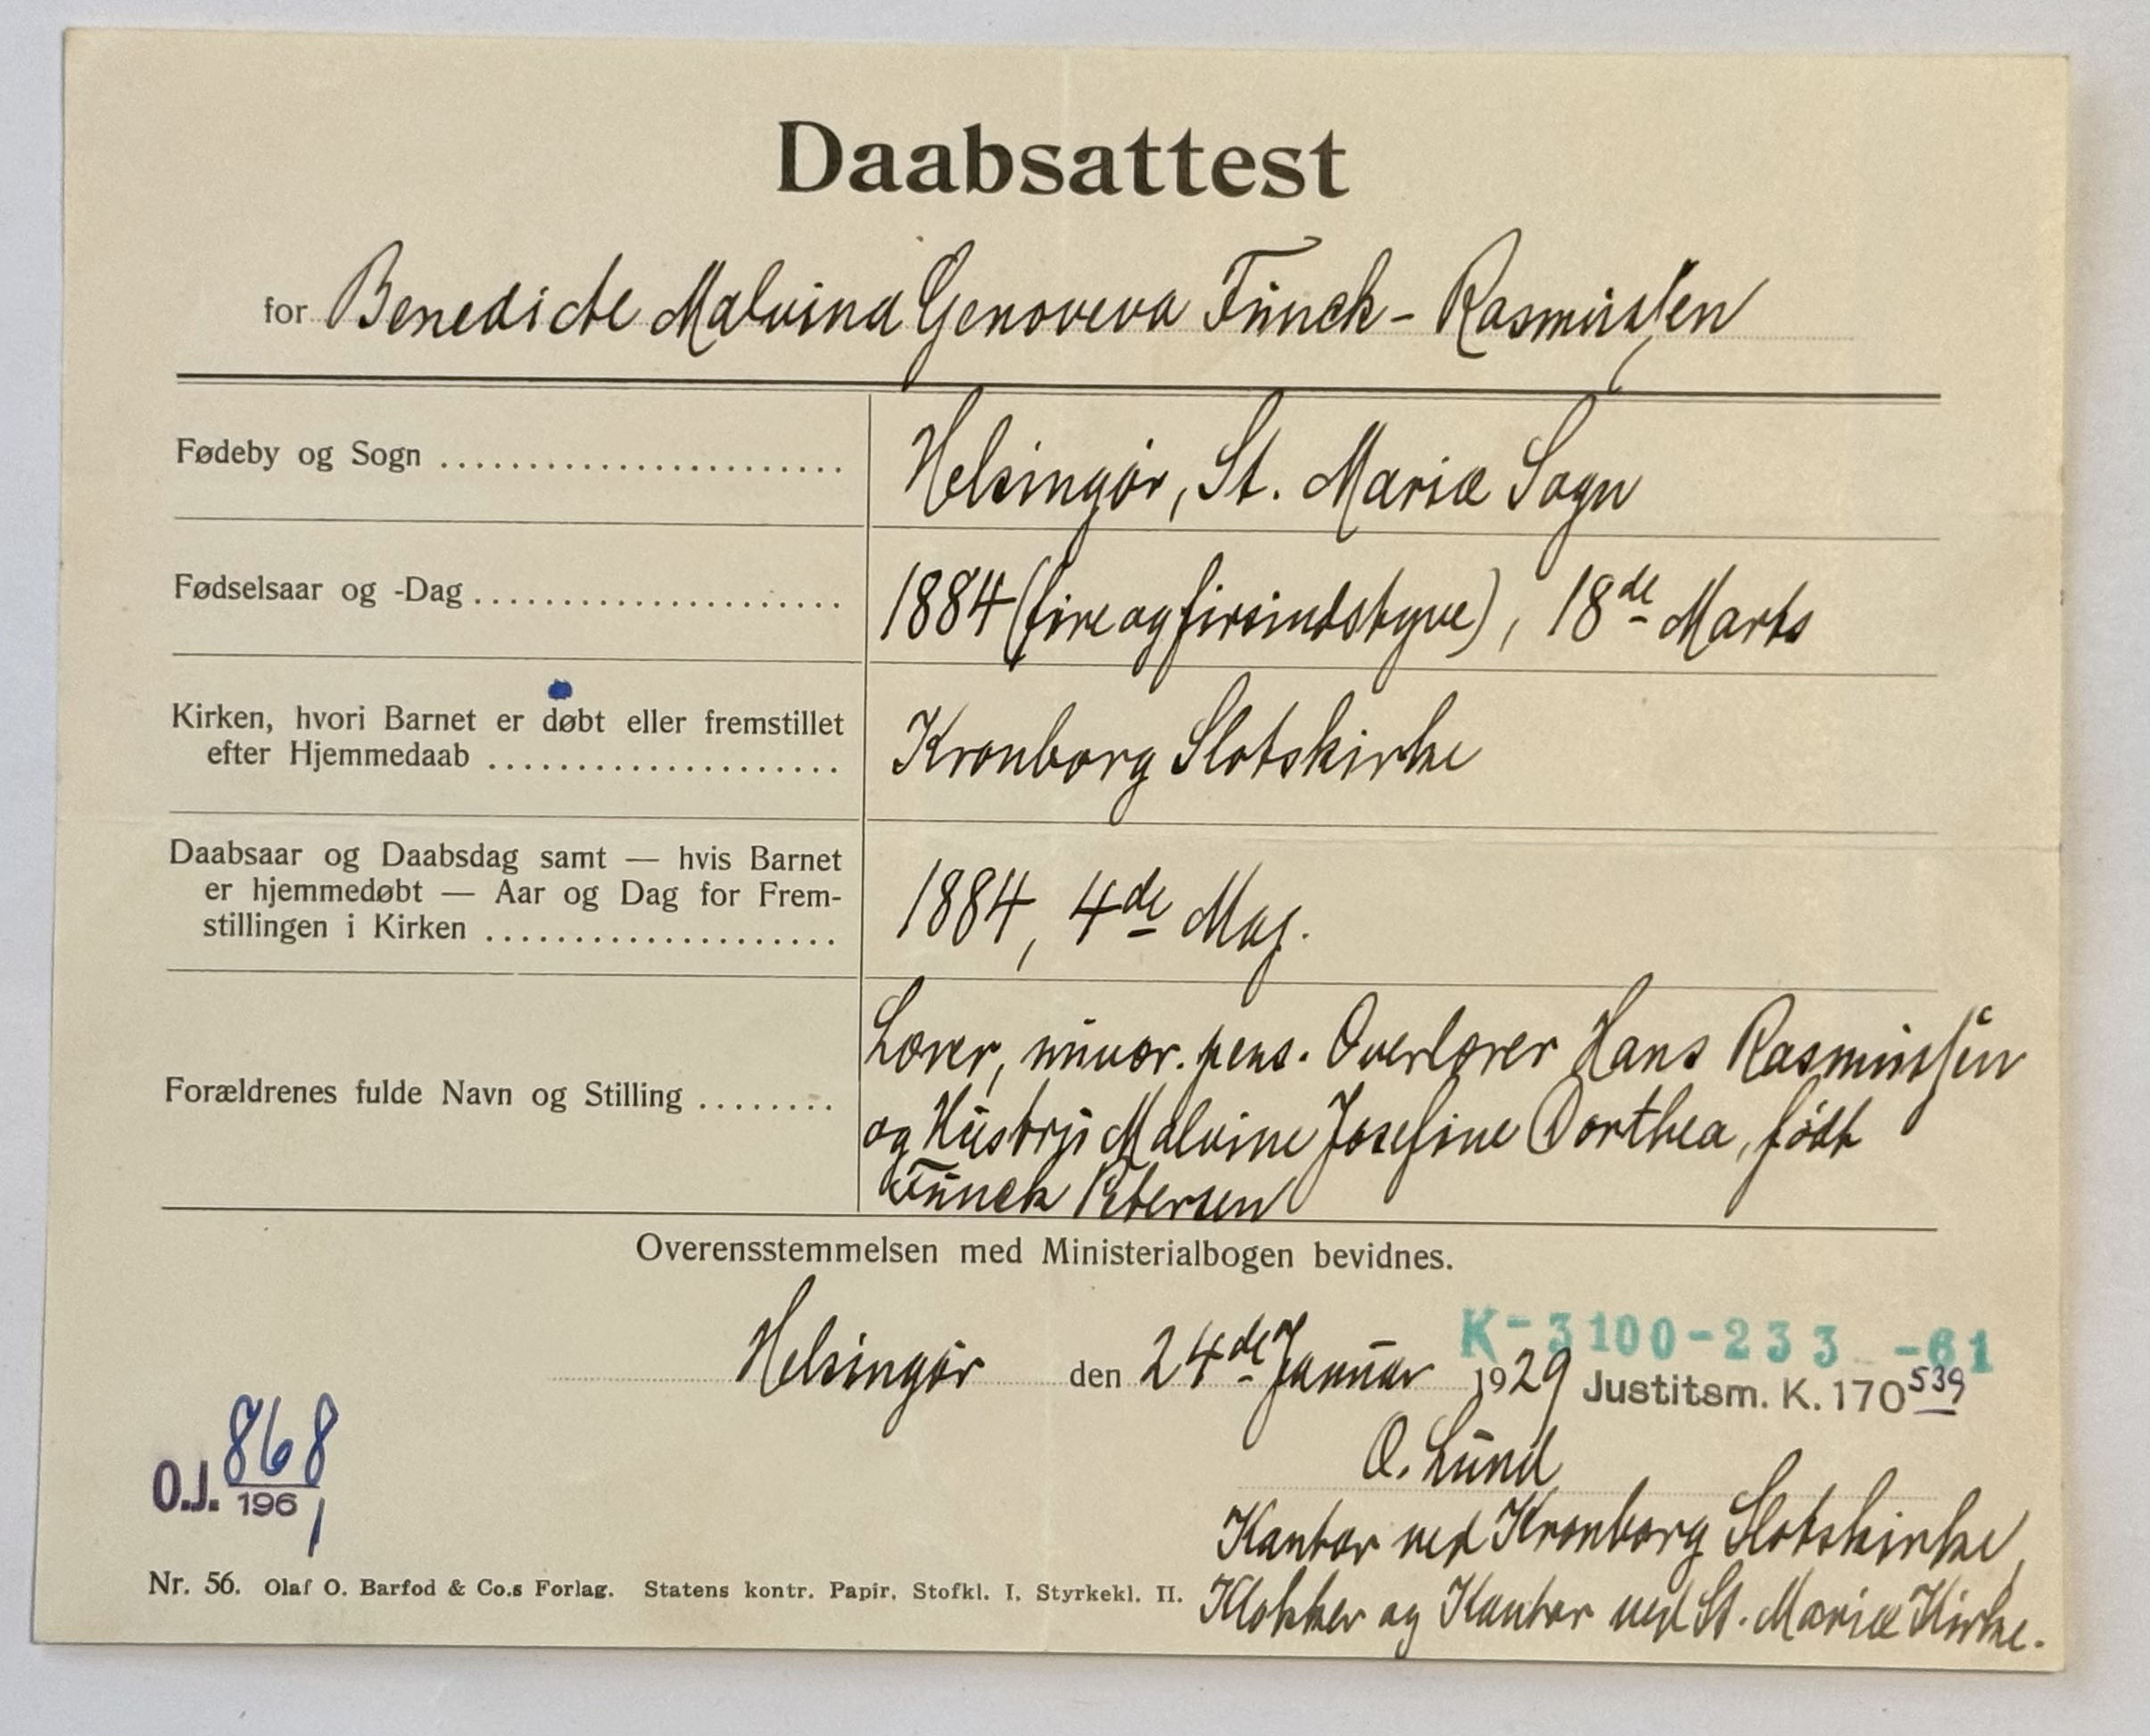 Daabsattest
for Benedicte Malvina Genoveva Funck-Rasmussen
Fødeby og Sogn ........................ Helsingør, St. Mariæ Sogn
Fødselsaar og -Dag ...................... 1884 (fire og firsindstyve), 18de Marts
Kirken, hvori Barnet er døbt eller fremstillet
efter Hjemmedaab ..................... Kronborg Slotskirke
Daabsaar og Daabsdag samt — hvis Barnet
er hjemmedøbt — Aar og Dag for Frem-
stillingen i Kirken ..................... 1884, 4de Maj.
Lærer, nuvær. pens. Overlærer Hans Rasmussen
Forældrenes fulde Navn og Stilling ........ og Hustru Malvine Josefine Dorthea, født
Funck Petersen
Overensstemmelsen med Ministerialbogen bevidnes.
K-3100-233 -61
Helsingør den 24de Januar 1929 Justitsm. K. 170 539
O. Lund
O.J. 868
1961
Kantor ved Kronborg Slotskirke,
Klokker og Kantor ved St. Mariæ Kirke.
Nr. 56. Olaf O. Barfod & Co.s Forlag. Statens kontr. Papir. Stofkl. I. Styrkekl. II.